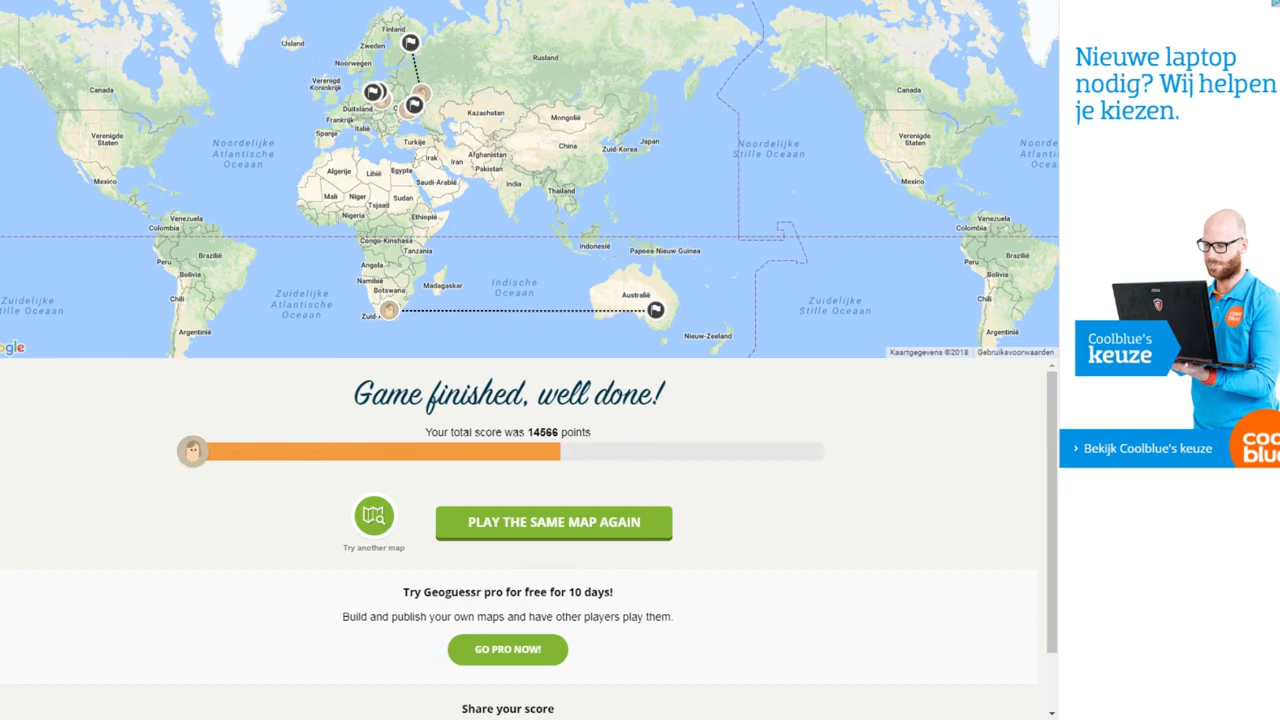 Finland
IJsland
Zweden
Rusland
Noorwegen
Canada
Verenigd
Koninkrijk
Duitsland
Kazachstan
Mongolië
Frankrijk
Italië
Spanje
Turkije
Verenigde
Staten
Noordelijke
Atlantische
Oceaan
Irak
Iran
Afghanistan
Pakistan
China
Japan
Zuid-Korea
Noordelijke
Stille Oceaan
Canada
Verenigde
Staten
Algerije
Libië
Egypte
Saudi-Arabië
India
Thailand
Mexico
Mali
Niger
Tsjaad
Sudan
Nigeria
Ethiopië
Mexico
Venezuela
Colombia
Congo-Kinshasa
Tanzania
Indonesië
Papoea-Nieuw-Guinea
Venezuela
Colombia
Peru
Brazilië
Bolivia
Angola
Namibië
Botswana
Madagaskar
Indische
Oceaan
Australië
Peru
Brazilië
Bolivia
Zuidelijke
Stille Oceaan
Chili
Zuidelijke
Atlantische
Oceaan
Zuidelijke
Stille Oceaan
Chili
Argentinië
Nieuw-Zeeland
Argentinië
Kaartgegevens ©2018
Gebruiksvoorwaarden
Game finished, well done!
Your total score was 14566 points
Try another map
PLAY THE SAME MAP AGAIN
Try Geoguessr pro for free for 10 days!
Build and publish your own maps and have other players play them.
GO PRO NOW!
Share your score
Nieuwe laptop
nodig? Wij helpen
je kiezen.
Coolblue's
keuze
› Bekijk Coolblue's keuze